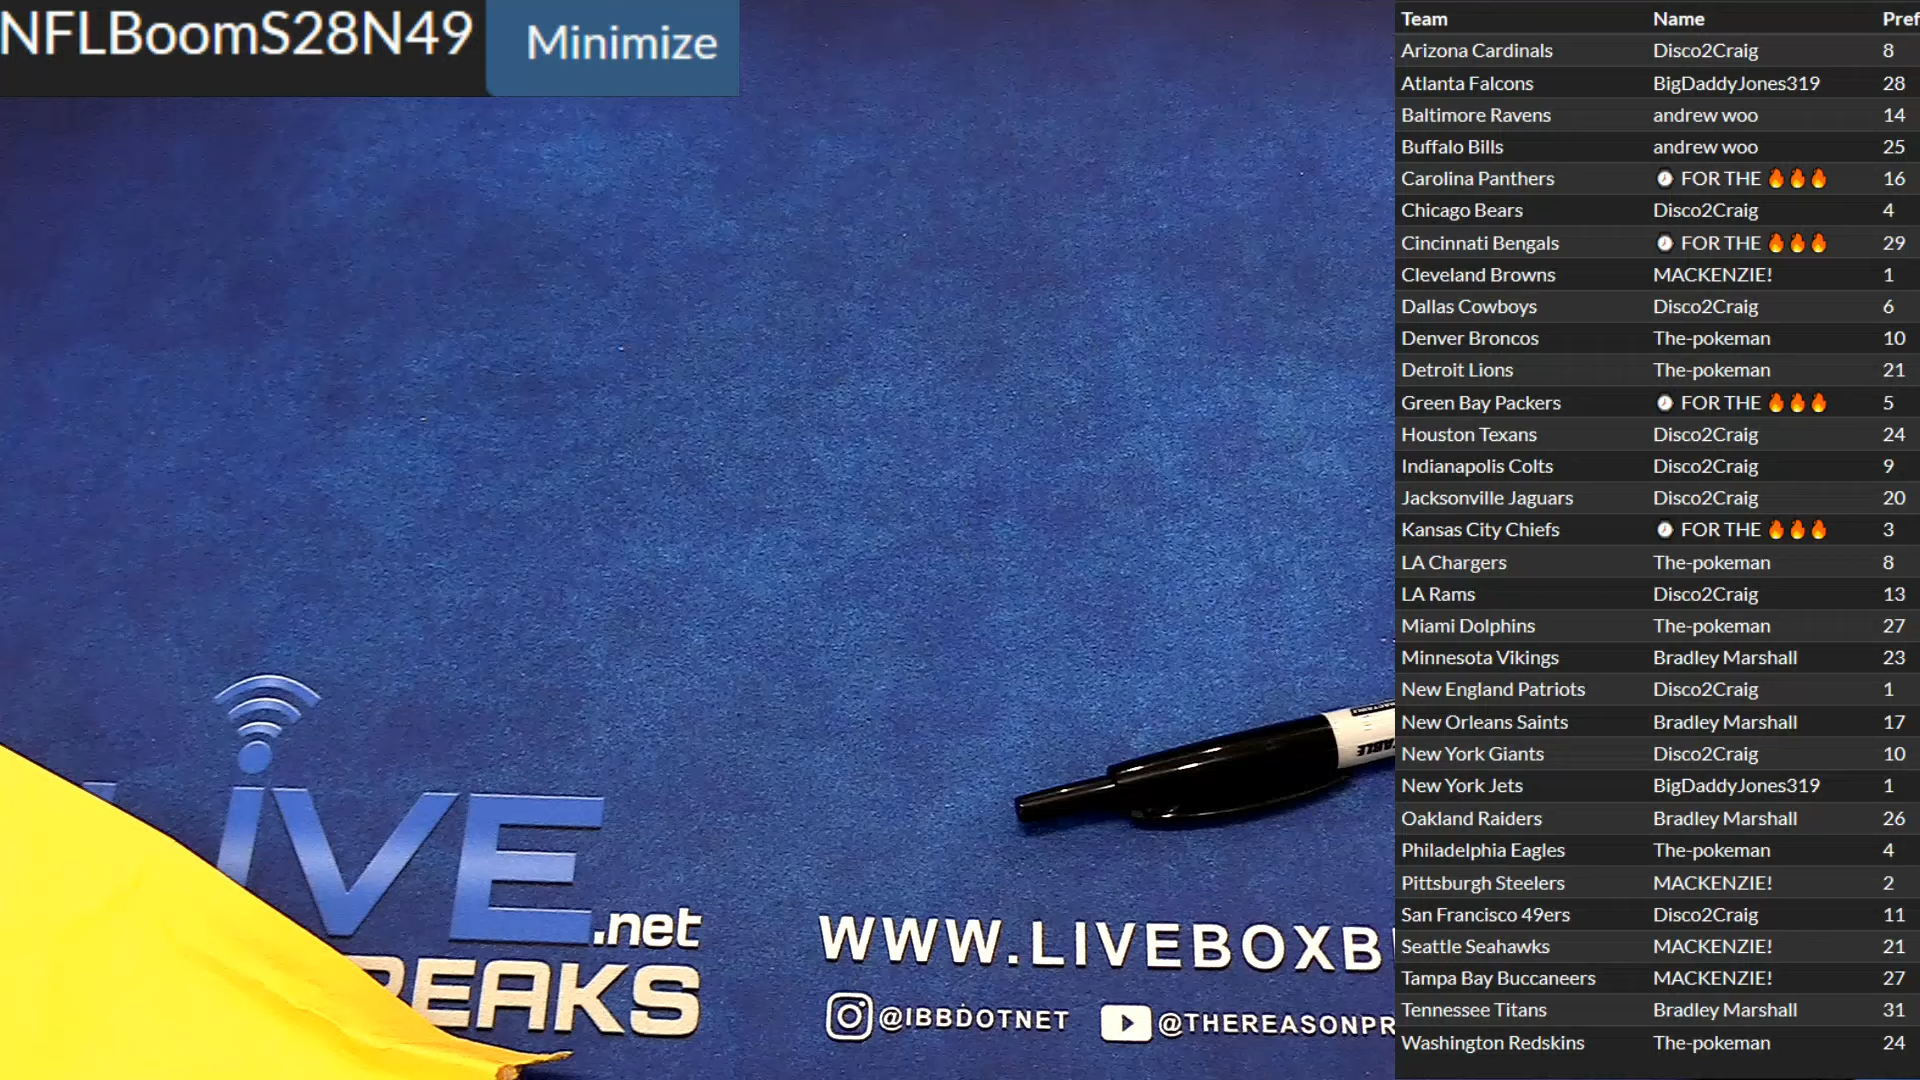 NFLBoomS28N49 Minimize
Team Name Pref
Arizona Cardinals Disco2Craig 8
Atlanta Falcons BigDaddyJones319 28
Baltimore Ravens andrew woo 14
Buffalo Bills andrew woo 25
Carolina Panthers 🕗 FOR THE 🔥🔥🔥 16
Chicago Bears Disco2Craig 4
Cincinnati Bengals 🕗 FOR THE 🔥🔥🔥 29
Cleveland Browns MACKENZIE! 1
Dallas Cowboys Disco2Craig 6
Denver Broncos The-pokeman 10
Detroit Lions The-pokeman 21
Green Bay Packers 🕗 FOR THE 🔥🔥🔥 5
Houston Texans Disco2Craig 24
Indianapolis Colts Disco2Craig 9
Jacksonville Jaguars Disco2Craig 20
Kansas City Chiefs 🕗 FOR THE 🔥🔥🔥 3
LA Chargers The-pokeman 8
LA Rams Disco2Craig 13
Miami Dolphins The-pokeman 27
Minnesota Vikings Bradley Marshall 23
New England Patriots Disco2Craig 1
New Orleans Saints Bradley Marshall 17
New York Giants Disco2Craig 10
New York Jets BigDaddyJones319 1
Oakland Raiders Bradley Marshall 26
Philadelphia Eagles The-pokeman 4
Pittsburgh Steelers MACKENZIE! 2
San Francisco 49ers Disco2Craig 11
Seattle Seahawks MACKENZIE! 21
Tampa Bay Buccaneers MACKENZIE! 27
Tennessee Titans Bradley Marshall 31
Washington Redskins The-pokeman 24
LiVE.net
REAKS
WWW.LIVEBOXB
@IBBDOTNET @THEREASONPR